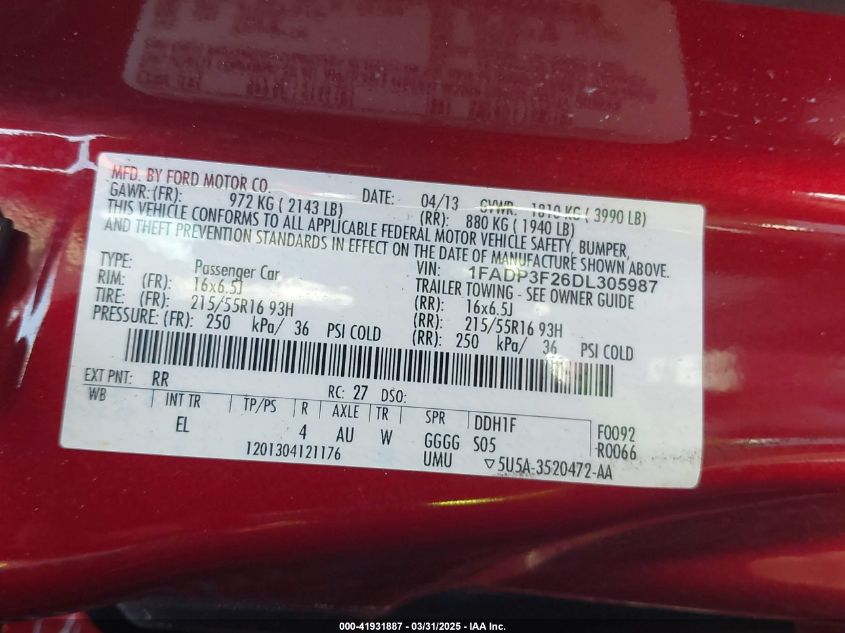 MFD. BY FORD MOTOR CO. DATE: 04/13 GVWR: 1810 KG ( 3990 LB)
GAWR:(FR): 972 KG ( 2143 LB) (RR): 880 KG ( 1940 LB)
THIS VEHICLE CONFORMS TO ALL APPLICABLE FEDERAL MOTOR VEHICLE SAFETY, BUMPER,
AND THEFT PREVENTION STANDARDS IN EFFECT ON THE DATE OF MANUFACTURE SHOWN ABOVE.
TYPE: Passenger Car VIN: 1FADP3F26DL305987
TRAILER TOWING - SEE OWNER GUIDE
RIM: (FR): 16x6.5J (RR): 16x6.5J
TIRE: (FR): 215/55R16 93H (RR): 215/55R16 93H
PRESSURE: (FR): 250 kPa/ 36 PSI COLD (RR): 250 kPa/ 36 PSI COLD
EXT PNT: RR RC: 27 DSO:
WB INT TR TP/PS R AXLE TR SPR DDH1F F0092
EL 4 AU W GGGG S05 R0066
1201304121176 UMU ▽5U5A-3520472-AA
000-41931887 — 03/31/2025 — IAA Inc.